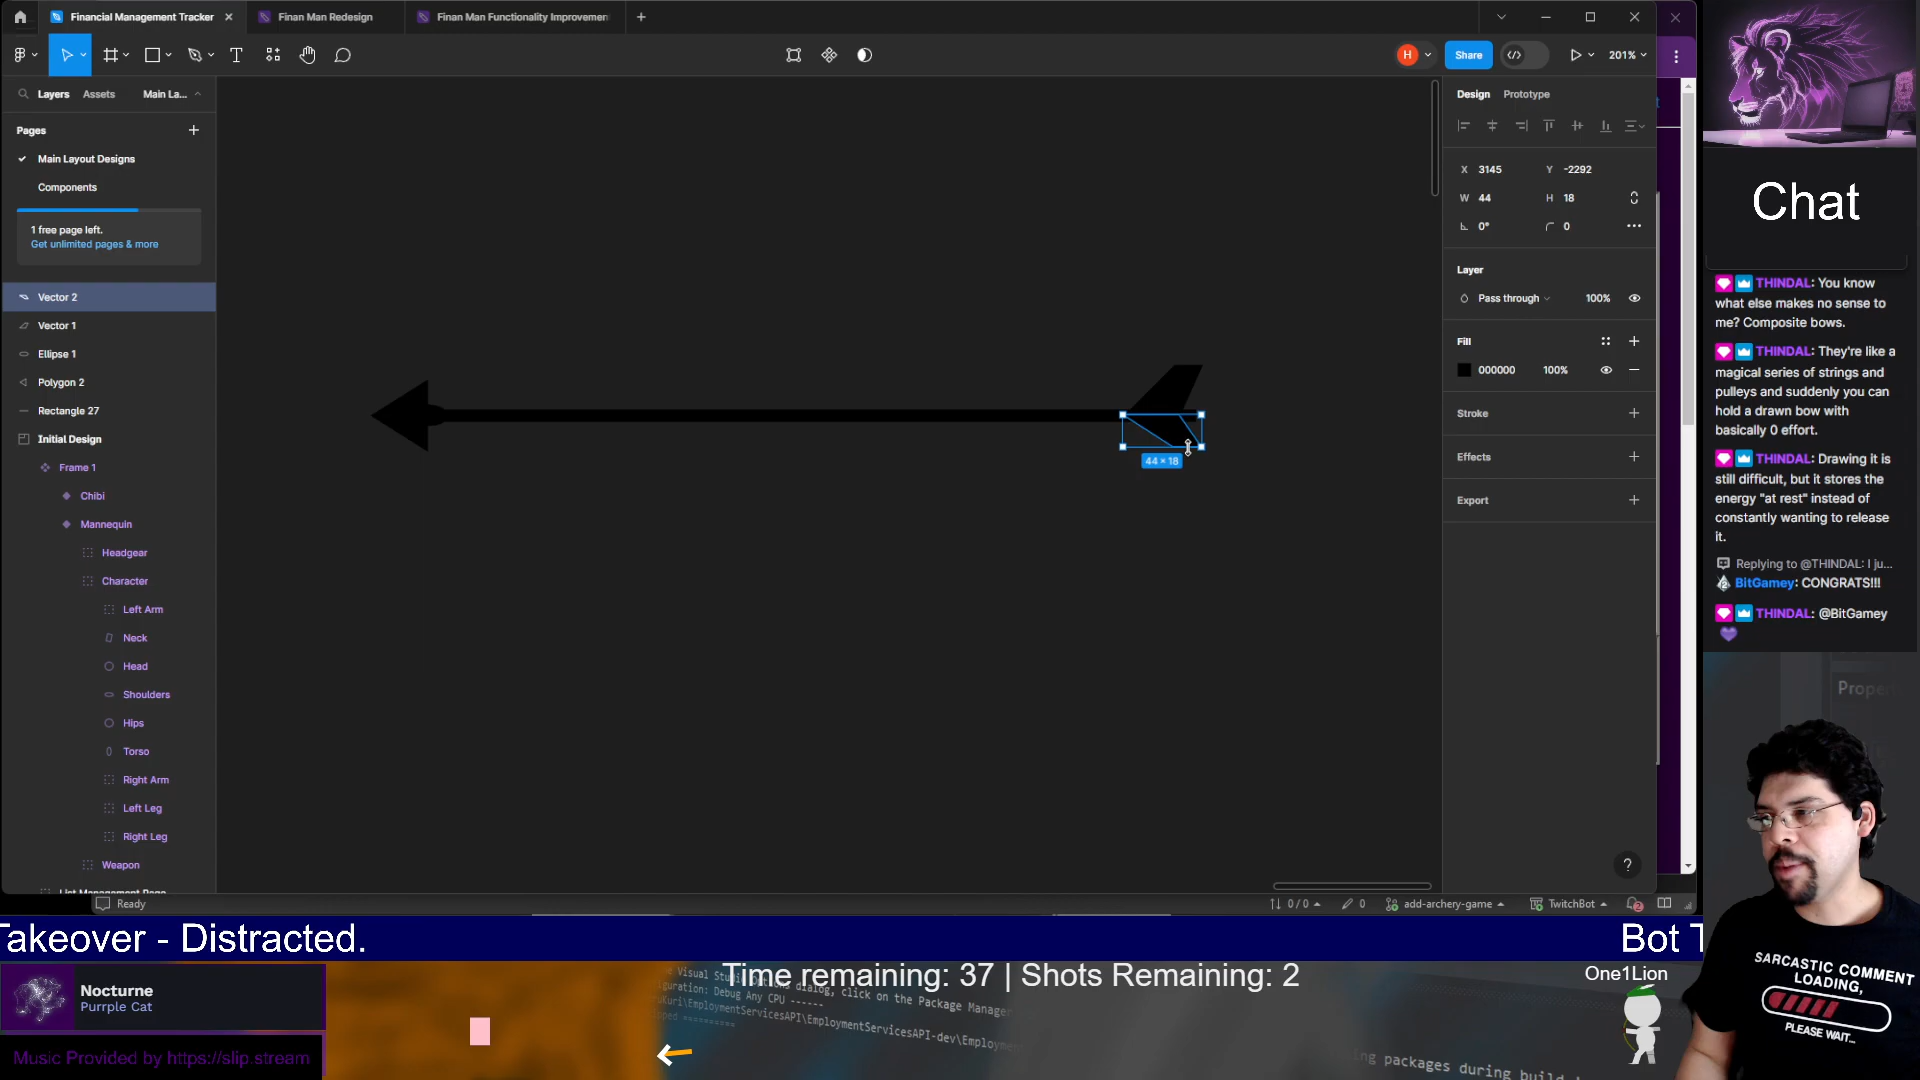 Financial Management Tracker
Finan Man Redesign
Finan Man Functionality Improvemen
H
Share
201%
Layers
Assets
Main La...
Pages
Main Layout Designs
Components
1 free page left.
Get unlimited pages & more
Vector 2
Vector 1
Ellipse 1
Polygon 2
Rectangle 27
Initial Design
Frame 1
Chibi
Mannequin
Headgear
Character
Left Arm
Neck
Head
Shoulders
Hips
Torso
Right Arm
Left Leg
Right Leg
Weapon
List Management Page
44 × 18
Design
Prototype
X 3145
Y -2292
W 44
H 18
0°
0
Layer
Pass through
100%
Fill
000000
100%
Stroke
Effects
Export
?
Ready
0 / 0
0
add-archery-game
TwitchBot
2
Chat
THINDAL: You know
what else makes no sense to
me? Composite bows.
THINDAL: They're like a
magical series of strings and
pulleys and suddenly you can
hold a drawn bow with
basically 0 effort.
THINDAL: Drawing it is
still difficult, but it stores the
energy "at rest" instead of
constantly wanting to release
it.
Replying to @THINDAL: I ju...
BitGamey: CONGRATS!!!
THINDAL: @BitGamey
Takeover - Distracted.
Bot T
Nocturne
Purrple Cat
Music Provided by https://slip.stream
Time remaining: 37 | Shots Remaining: 2
One1Lion
SARCASTIC COMMENT
LOADING,
PLEASE WAIT...